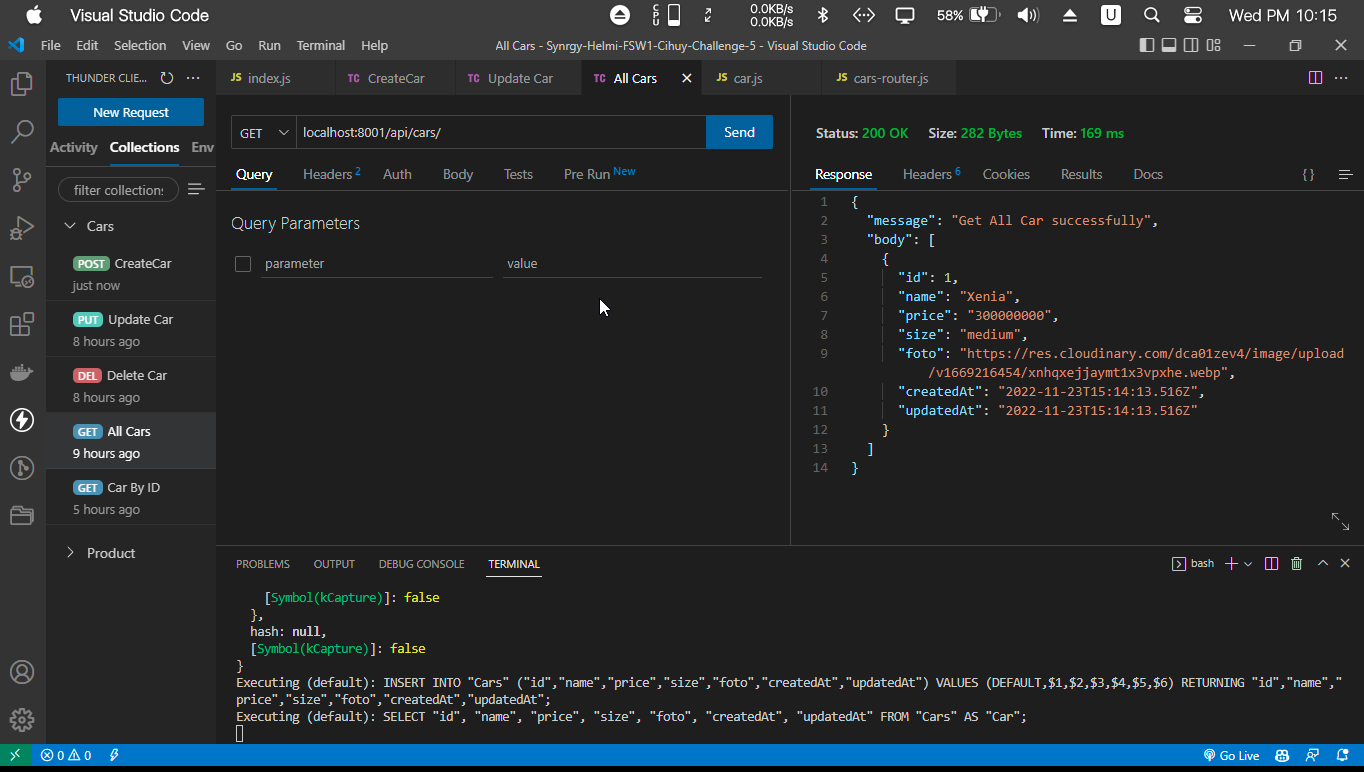 Visual Studio Code
CPU
0.0KB/s
0.0KB/s
58%
U
Wed PM 10:15
File Edit Selection View Go Run Terminal Help
All Cars - Synrgy-Helmi-FSW1-Cihuy-Challenge-5 - Visual Studio Code
THUNDER CLIE...
New Request
Activity Collections Env
filter collections
Cars
POST CreateCar
just now
PUT Update Car
8 hours ago
DEL Delete Car
8 hours ago
GET All Cars
9 hours ago
GET Car By ID
5 hours ago
Product
JS index.js TC CreateCar TC Update Car TC All Cars JS car.js JS cars-router.js
GET localhost:8001/api/cars/ Send
Query Headers 2 Auth Body Tests Pre Run New
Query Parameters
parameter value
Status: 200 OK Size: 282 Bytes Time: 169 ms
Response Headers 6 Cookies Results Docs { }
1 {
2 "message": "Get All Car successfully",
3 "body": [
4 {
5 "id": 1,
6 "name": "Xenia",
7 "price": "300000000",
8 "size": "medium",
9 "foto": "https://res.cloudinary.com/dca01zev4/image/upload
/v1669216454/xnhqxejjaymt1x3vpxhe.webp",
10 "createdAt": "2022-11-23T15:14:13.516Z",
11 "updatedAt": "2022-11-23T15:14:13.516Z"
12 }
13 ]
14 }
PROBLEMS OUTPUT DEBUG CONSOLE TERMINAL
bash
[Symbol(kCapture)]: false
},
hash: null,
[Symbol(kCapture)]: false
}
Executing (default): INSERT INTO "Cars" ("id","name","price","size","foto","createdAt","updatedAt") VALUES (DEFAULT,$1,$2,$3,$4,$5,$6) RETURNING "id","name","
price","size","foto","createdAt","updatedAt";
Executing (default): SELECT "id", "name", "price", "size", "foto", "createdAt", "updatedAt" FROM "Cars" AS "Car";
0 0
Go Live